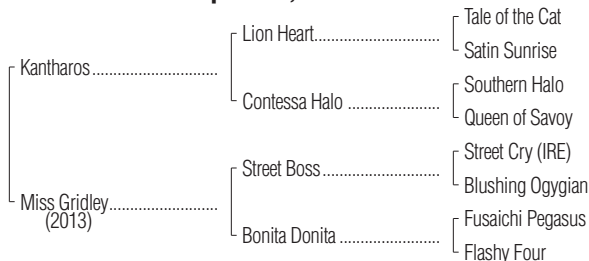 Tale of the Cat
Lion Heart
Satin Sunrise
Kantharos
Southern Halo
Contessa Halo
Queen of Savoy
Street Cry (IRE)
Street Boss
Blushing Ogygian
Miss Gridley
(2013)
Fusaichi Pegasus
Bonita Donita
Flashy Four